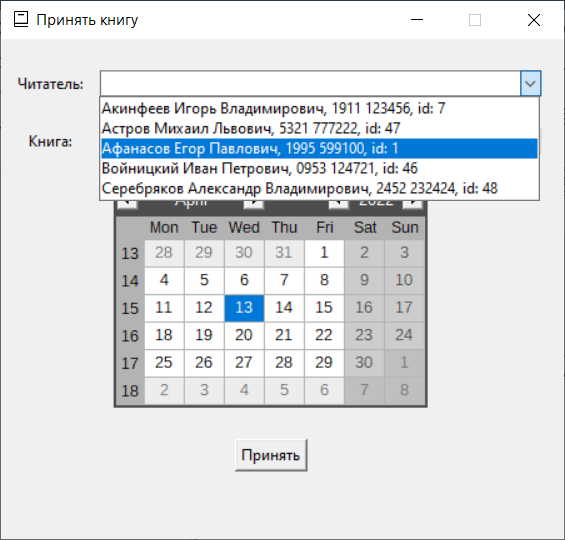 Принять книгу
Читатель:
Акинфеев Игорь Владимирович, 1911 123456, id: 7
Астров Михаил Львович, 5321 777222, id: 47
Афанасов Егор Павлович, 1995 599100, id: 1
Войницкий Иван Петрович, 0953 124721, id: 46
Серебряков Александр Владимирович, 2452 232424, id: 48
Книга:
April 2022
Mon Tue Wed Thu Fri Sat Sun
13 28 29 30 31 1 2 3
14 4 5 6 7 8 9 10
15 11 12 13 14 15 16 17
16 18 19 20 21 22 23 24
17 25 26 27 28 29 30 1
18 2 3 4 5 6 7 8
Принять